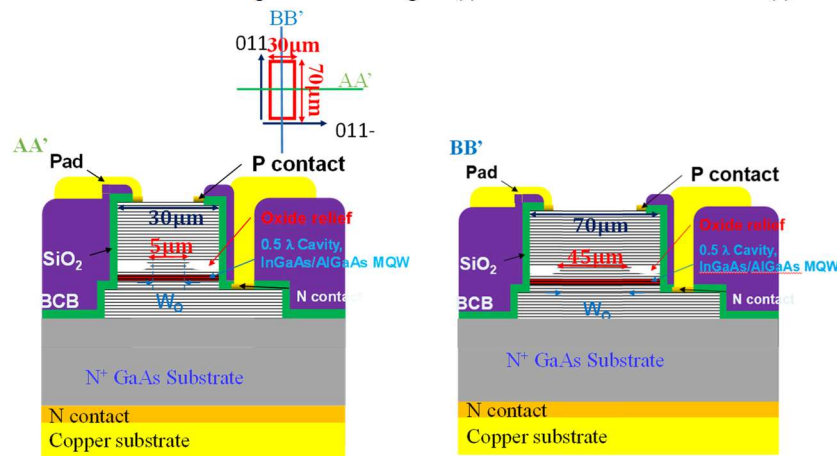 BB'
011
30μm
70μm
AA'
011-
AA'
Pad
P contact
30μm
Oxide relief
5μm
0.5 λ Cavity,
InGaAs/AlGaAs MQW
SiO2
BCB
N contact
WO
N+ GaAs Substrate
N contact
Copper substrate
BB'
Pad
P contact
70μm
Oxide relief
45μm
0.5 λ Cavity,
InGaAs/AlGaAs MQW
SiO2
BCB
N contact
WO
N+ GaAs Substrate
N contact
Copper substrate